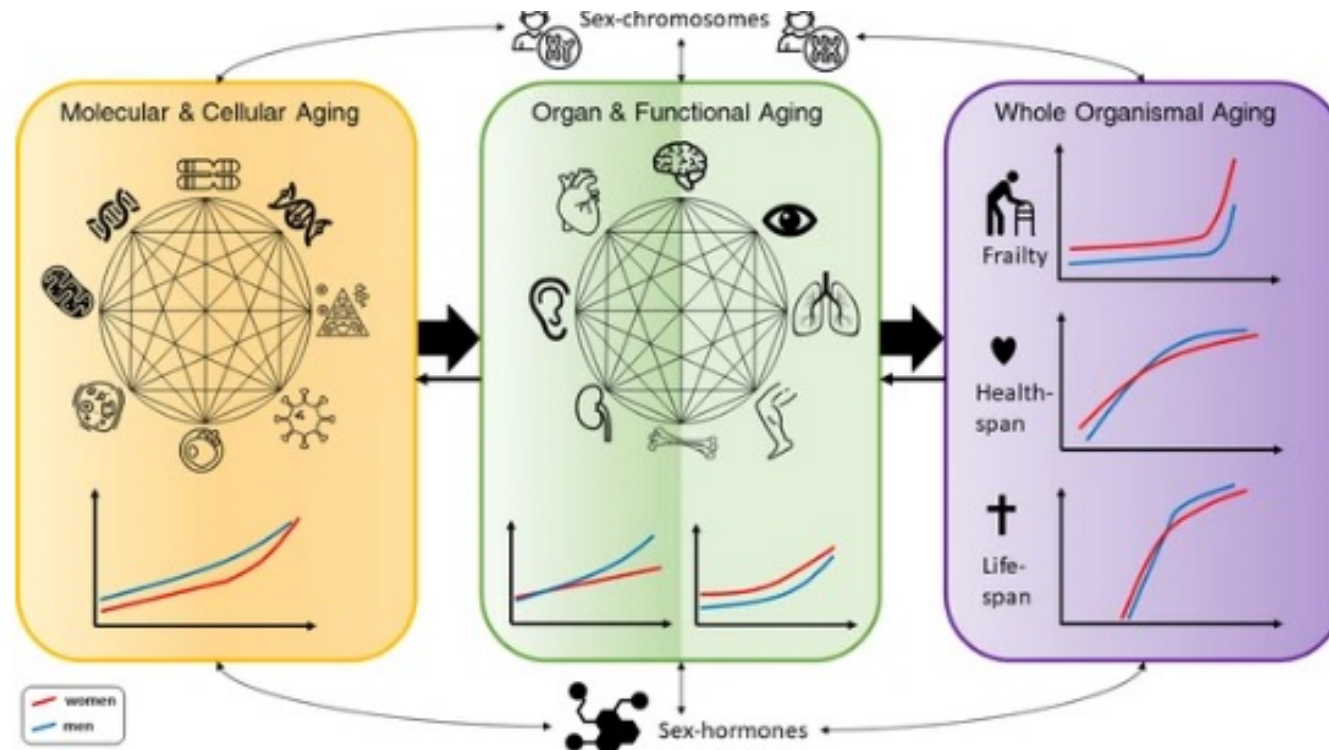 Sex-chromosomes
Molecular & Cellular Aging
Organ & Functional Aging
Whole Organismal Aging
Frailty
Health-
span
Life-
span
women
men
Sex-hormones